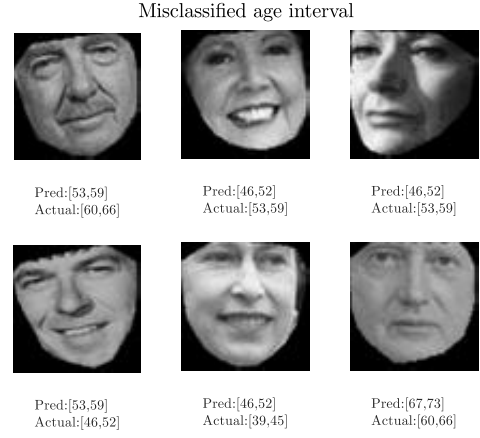 Misclassified age interval
Pred:[53,59]
Actual:[60,66]
Pred:[46,52]
Actual:[53,59]
Pred:[46,52]
Actual:[53,59]
Pred:[53,59]
Actual:[46,52]
Pred:[46,52]
Actual:[39,45]
Pred:[67,73]
Actual:[60,66]